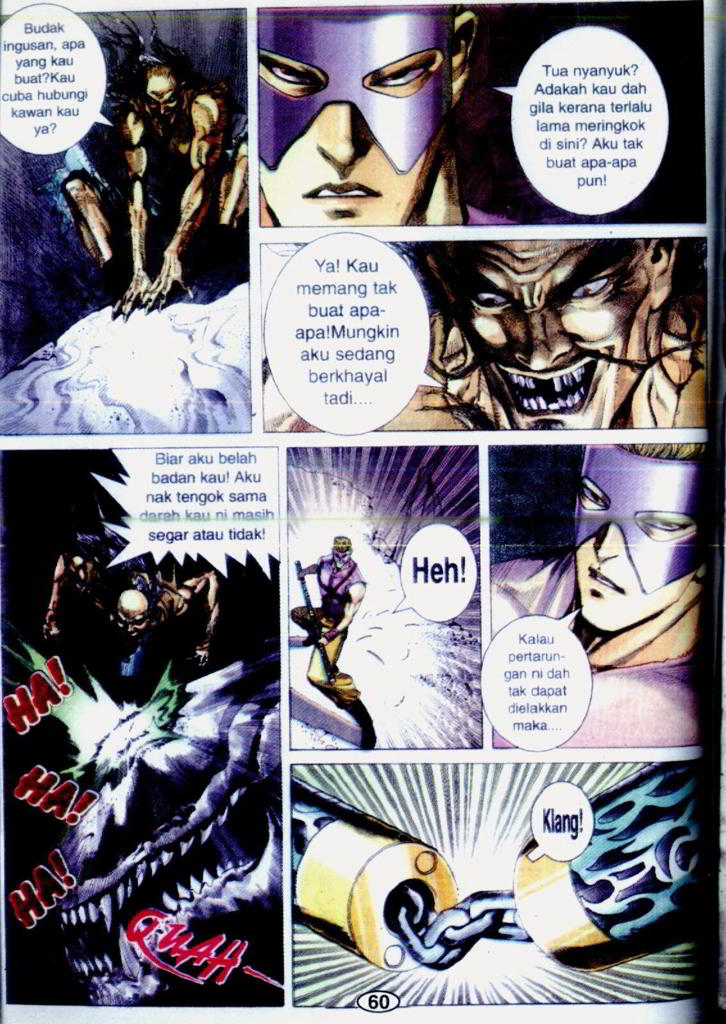 Budak
ingusan, apa
yang kau
buat?Kau
cuba hubungi
kawan kau
ya?
Tua nyanyuk?
Adakah kau dah
gila kerana terlalu
lama meringkok
di sini? Aku tak
buat apa-apa
pun!
Ya! Kau
memang tak
buat apa-
apa!Mungkin
aku sedang
berkhayal
tadi....
Biar aku belah
badan kau! Aku
nak tengok sama
darah kau ni masih
segar atau tidak!
HA!
HA!
HA!
QUAH
Heh!
Kalau
pertarun-
gan ni dah
tak dapat
dielakkan
maka....
Klang!
60